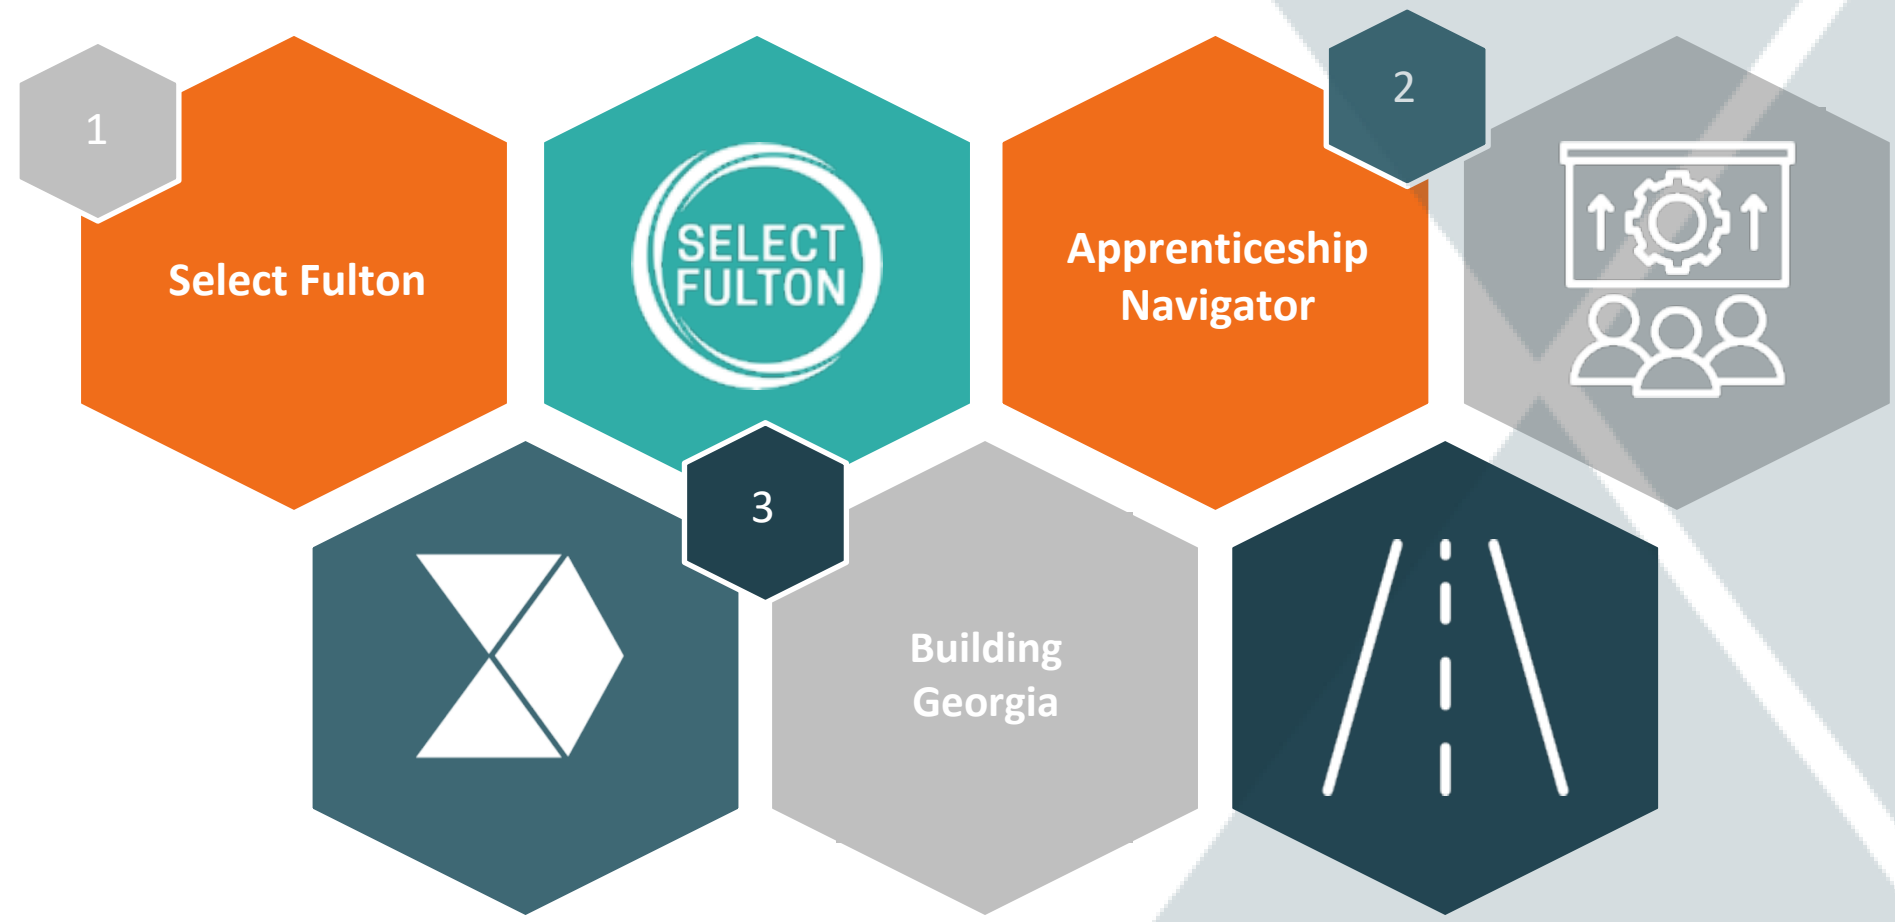 1
Select Fulton
SELECT
FULTON
2
Apprenticeship
Navigator
3
Building
Georgia